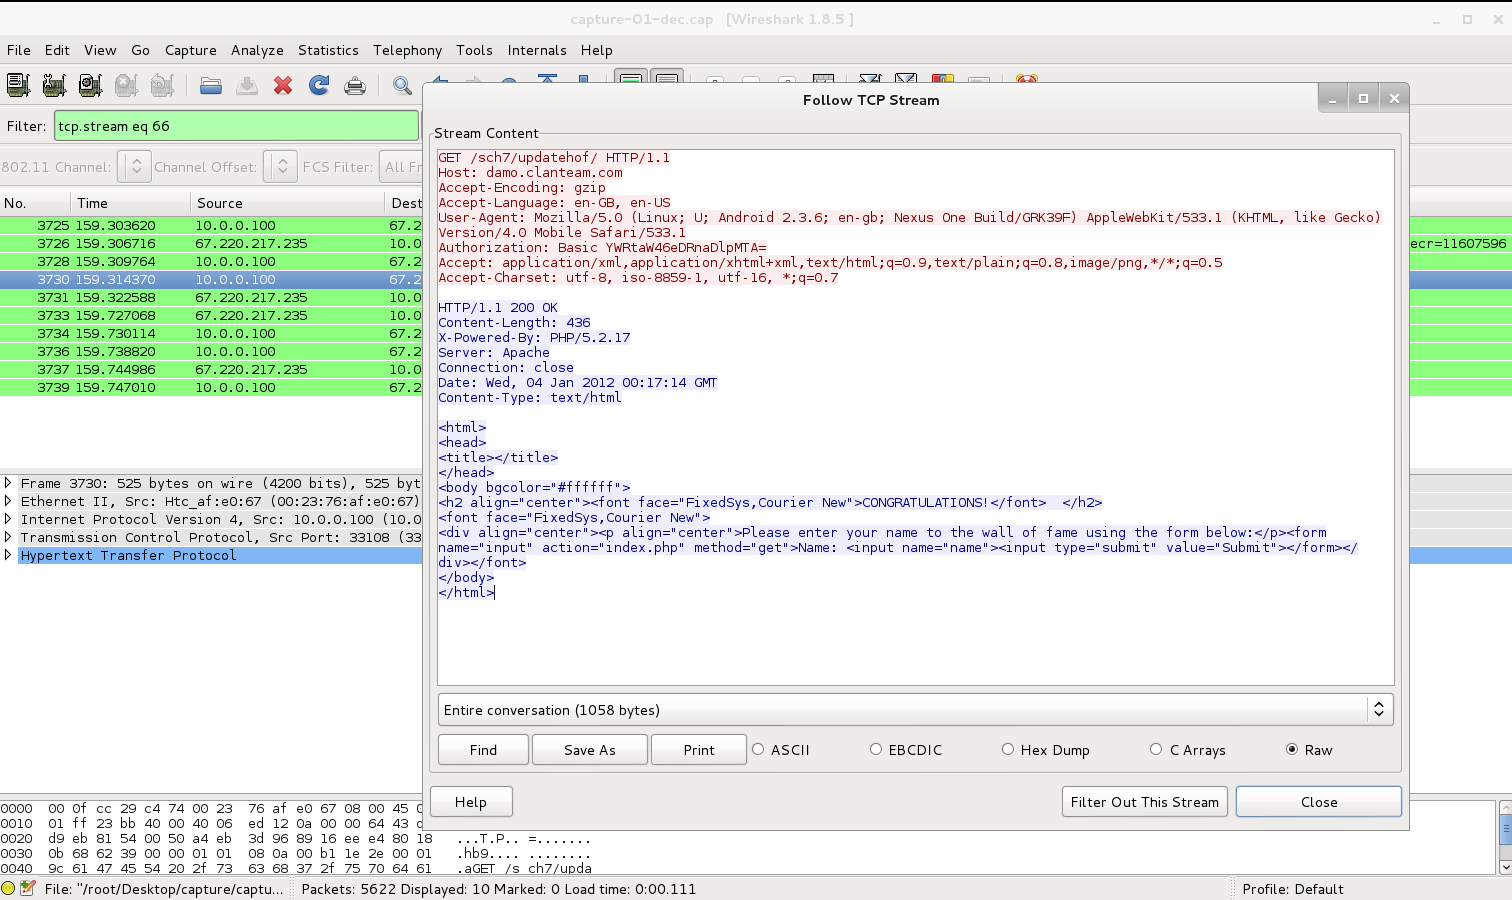 capture-01-dec.cap   [Wireshark 1.8.5 ]
File Edit View Go Capture Analyze Statistics Telephony Tools Internals Help
Filter: tcp.stream eq 66
802.11 Channel: Channel Offset: FCS Filter: All Fr
No. Time Source Dest
3725 159.303620 10.0.0.100 67.2
3726 159.306716 67.220.217.235 10.0 ecr=11607596
3728 159.309764 10.0.0.100 67.2
3730 159.314370 10.0.0.100 67.2
3731 159.322588 67.220.217.235 10.0
3733 159.727068 67.220.217.235 10.0
3734 159.730114 10.0.0.100 67.2
3736 159.738820 10.0.0.100 67.2
3737 159.744986 67.220.217.235 10.0
3739 159.747010 10.0.0.100 67.2
Frame 3730: 525 bytes on wire (4200 bits), 525 byt
Ethernet II, Src: Htc_af:e0:67 (00:23:76:af:e0:67)
Internet Protocol Version 4, Src: 10.0.0.100 (10.0
Transmission Control Protocol, Src Port: 33108 (33
Hypertext Transfer Protocol
Follow TCP Stream
Stream Content
GET /sch7/updatehof/ HTTP/1.1
Host: damo.clanteam.com
Accept-Encoding: gzip
Accept-Language: en-GB, en-US
User-Agent: Mozilla/5.0 (Linux; U; Android 2.3.6; en-gb; Nexus One Build/GRK39F) AppleWebKit/533.1 (KHTML, like Gecko)
Version/4.0 Mobile Safari/533.1
Authorization: Basic YWRtaW46eDRnaDlpMTA=
Accept: application/xml,application/xhtml+xml,text/html;q=0.9,text/plain;q=0.8,image/png,*/*;q=0.5
Accept-Charset: utf-8, iso-8859-1, utf-16, *;q=0.7
HTTP/1.1 200 OK
Content-Length: 436
X-Powered-By: PHP/5.2.17
Server: Apache
Connection: close
Date: Wed, 04 Jan 2012 00:17:14 GMT
Content-Type: text/html
<html>
<head>
<title></title>
</head>
<body bgcolor="#ffffff">
<h2 align="center"><font face="FixedSys,Courier New">CONGRATULATIONS!</font>  </h2>
<font face="FixedSys,Courier New">
<div align="center"><p align="center">Please enter your name to the wall of fame using the form below:</p><form
name="input" action="index.php" method="get">Name: <input name="name"><input type="submit" value="Submit"></form></
div></font>
</body>
</html>
Entire conversation (1058 bytes)
Find Save As Print ASCII EBCDIC Hex Dump C Arrays Raw
Help Filter Out This Stream Close
0000  00 0f cc 29 c4 74 00 23  76 af e0 67 08 00 45 0
0010  01 ff 23 bb 40 00 40 06  ed 12 0a 00 00 64 43
0020  d9 eb 81 54 00 50 a4 eb  3d 96 89 16 ee e4 80 18   ...T.P.. =.......
0030  0b 68 62 39 00 00 01 01  08 0a 00 b1 1e 2e 00 01   .hb9.... ........
0040  9c 61 47 45 54 20 2f 73  63 68 37 2f 75 70 64 61   .aGET /s ch7/upda
File: "/root/Desktop/capture/captu... Packets: 5622 Displayed: 10 Marked: 0 Load time: 0:00.111 Profile: Default